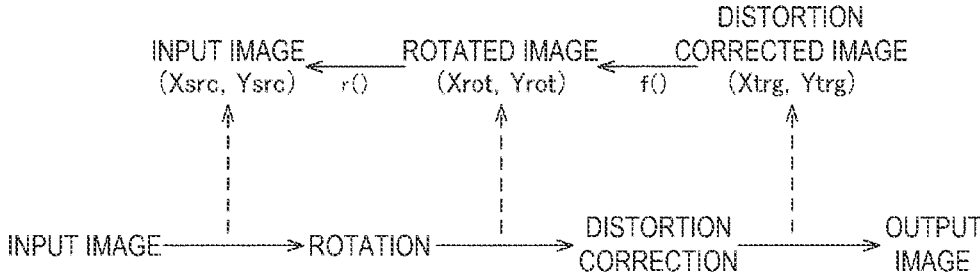 DISTORTION
INPUT IMAGE ROTATED IMAGE CORRECTED IMAGE
(Xsrc, Ysrc) r() (Xrot, Yrot) f() (Xtrg, Ytrg)
DISTORTION OUTPUT
INPUT IMAGE ROTATION CORRECTION IMAGE